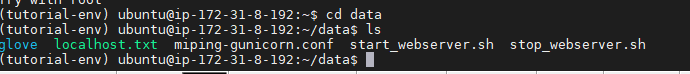 (tutorial-env) ubuntu@ip-172-31-8-192:~$ cd data
(tutorial-env) ubuntu@ip-172-31-8-192:~/data$ ls
glove localhost.txt miping-gunicorn.conf start_webserver.sh stop_webserver.sh
(tutorial-env) ubuntu@ip-172-31-8-192:~/data$